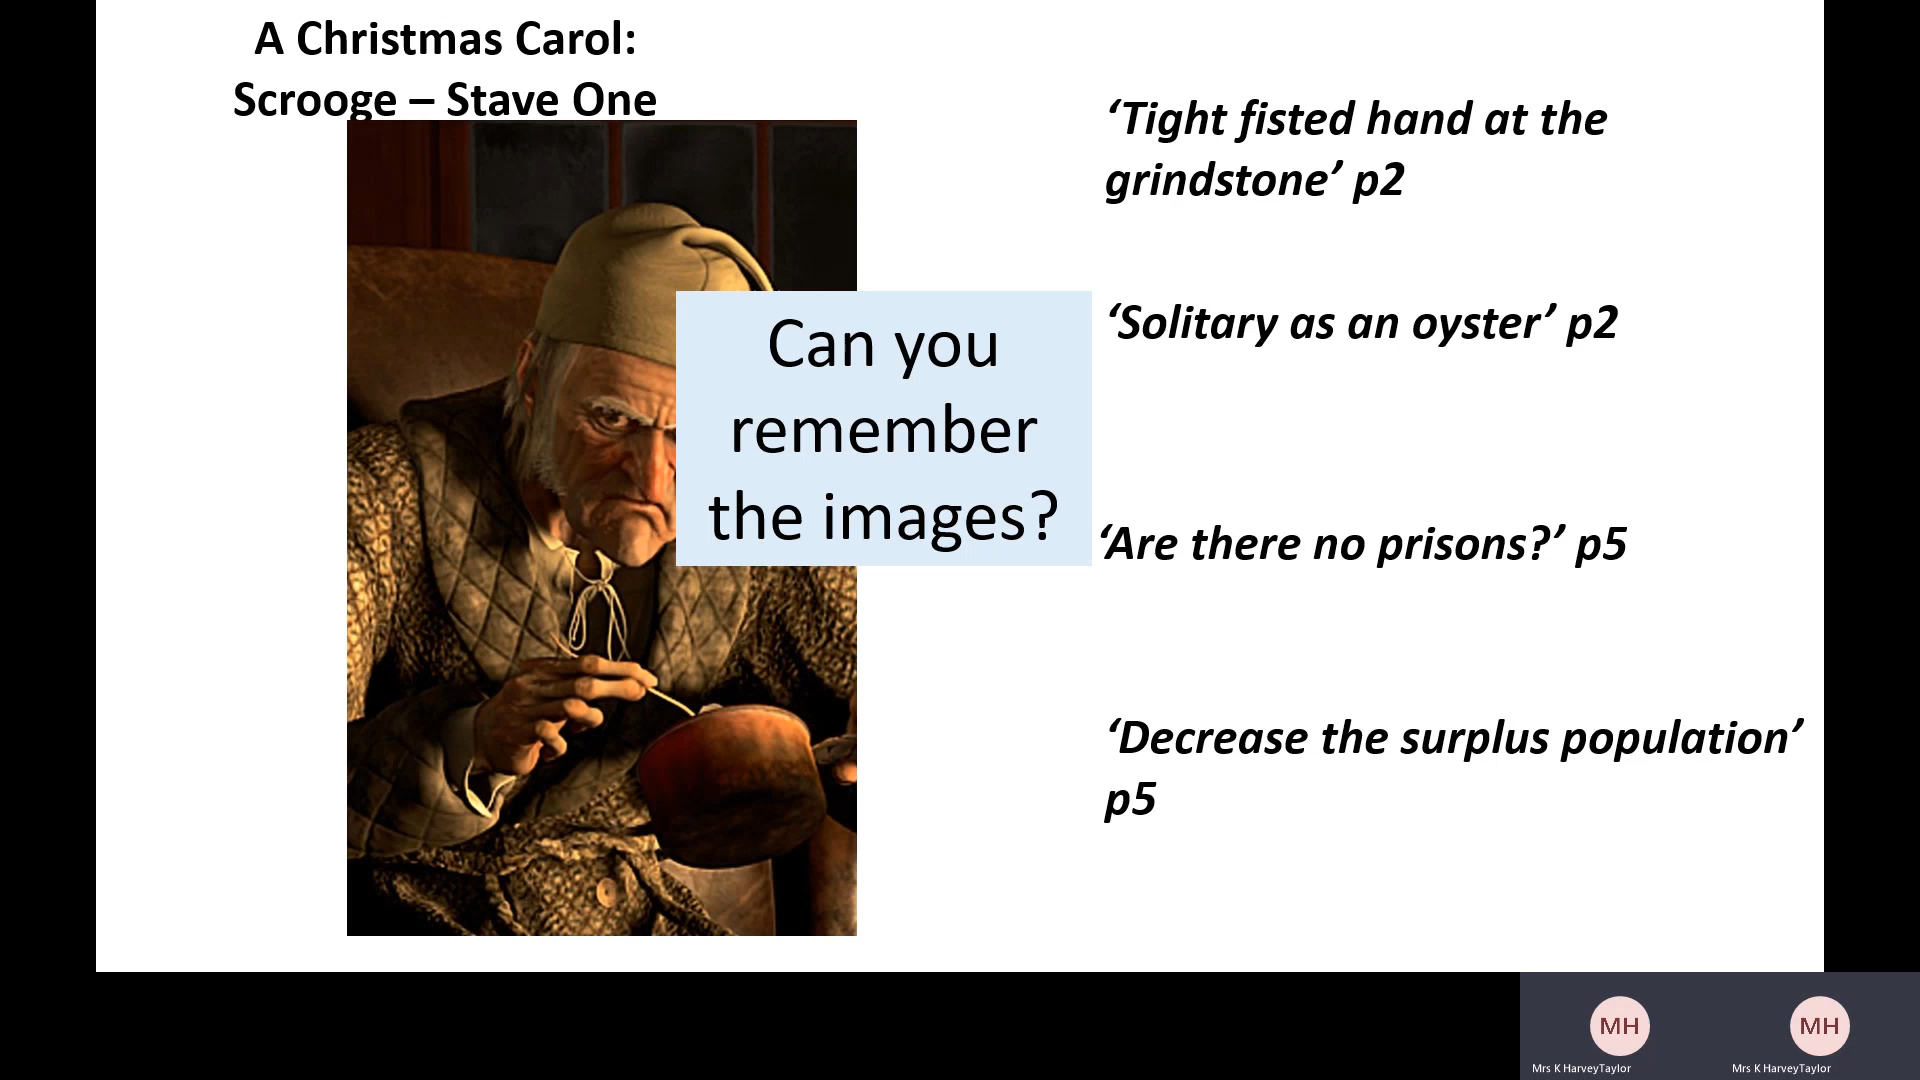 A Christmas Carol:
Scrooge – Stave One
‘Tight fisted hand at the
grindstone’ p2
‘Solitary as an oyster’ p2
Can you
remember
the images?
‘Are there no prisons?’ p5
‘Decrease the surplus population’
p5
MH
MH
Mrs K HarveyTaylor
Mrs K HarveyTaylor